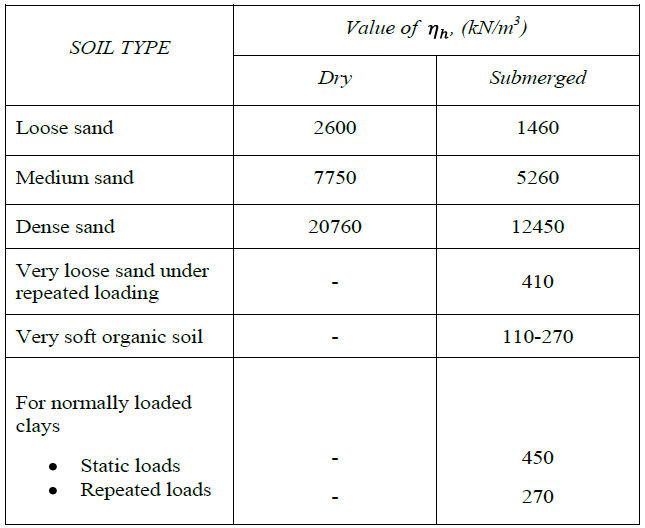 SOIL TYPE
Value of ηₕ, (kN/m³)
Dry
Submerged
Loose sand
2600
1460
Medium sand
7750
5260
Dense sand
20760
12450
Very loose sand under
repeated loading
-
410
Very soft organic soil
-
110-270
For normally loaded
clays
• Static loads
-
450
• Repeated loads
-
270